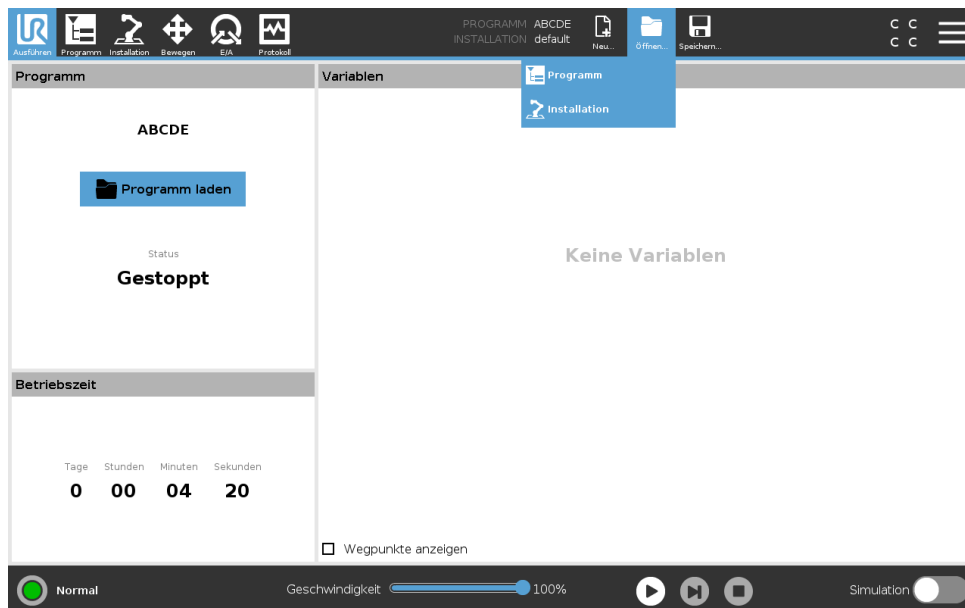 UR
Ausführen
Programm
Installation
Bewegen
E/A
Protokoll
PROGRAMM ABCDE
INSTALLATION default
Neu...
Öffnen...
Speichern...
C C
C C
Programm
Installation
Programm
ABCDE
Programm laden
Status
Gestoppt
Variablen
Keine Variablen
Wegpunkte anzeigen
Betriebszeit
Tage Stunden Minuten Sekunden
0 00 04 20
Normal
Geschwindigkeit 100%
Simulation